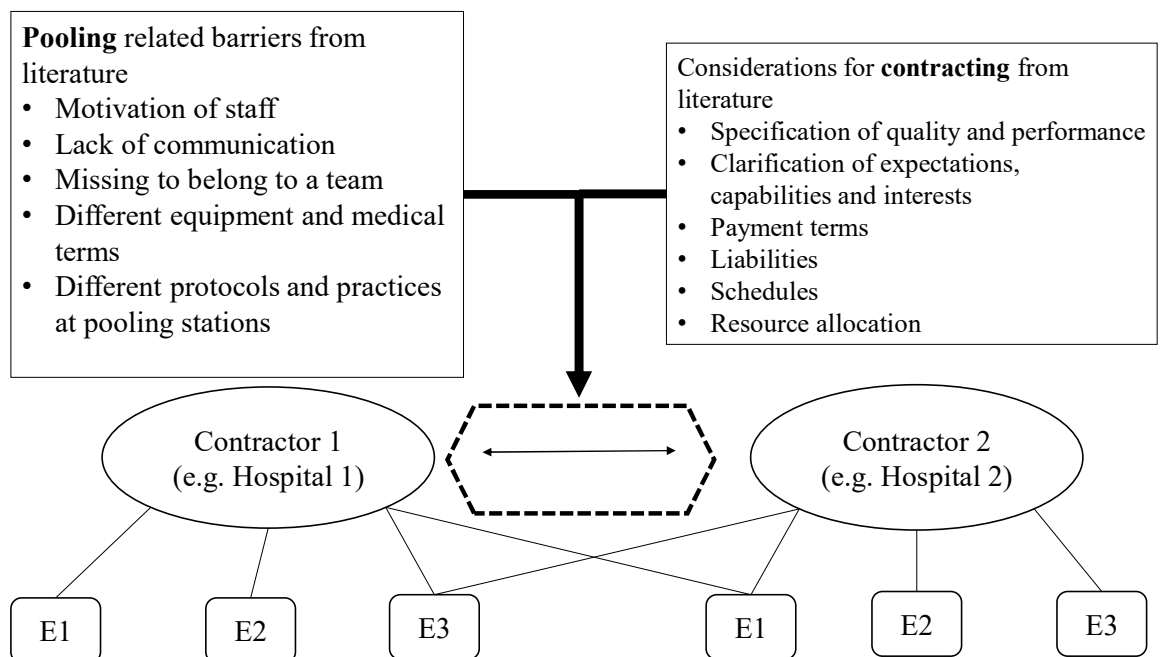 Pooling related barriers from
literature
• Motivation of staff
• Lack of communication
• Missing to belong to a team
• Different equipment and medical
terms
• Different protocols and practices
at pooling stations
Considerations for contracting from
literature
• Specification of quality and performance
• Clarification of expectations,
capabilities and interests
• Payment terms
• Liabilities
• Schedules
• Resource allocation
Contractor 1
(e.g. Hospital 1)
Contractor 2
(e.g. Hospital 2)
E1
E2
E3
E1
E2
E3